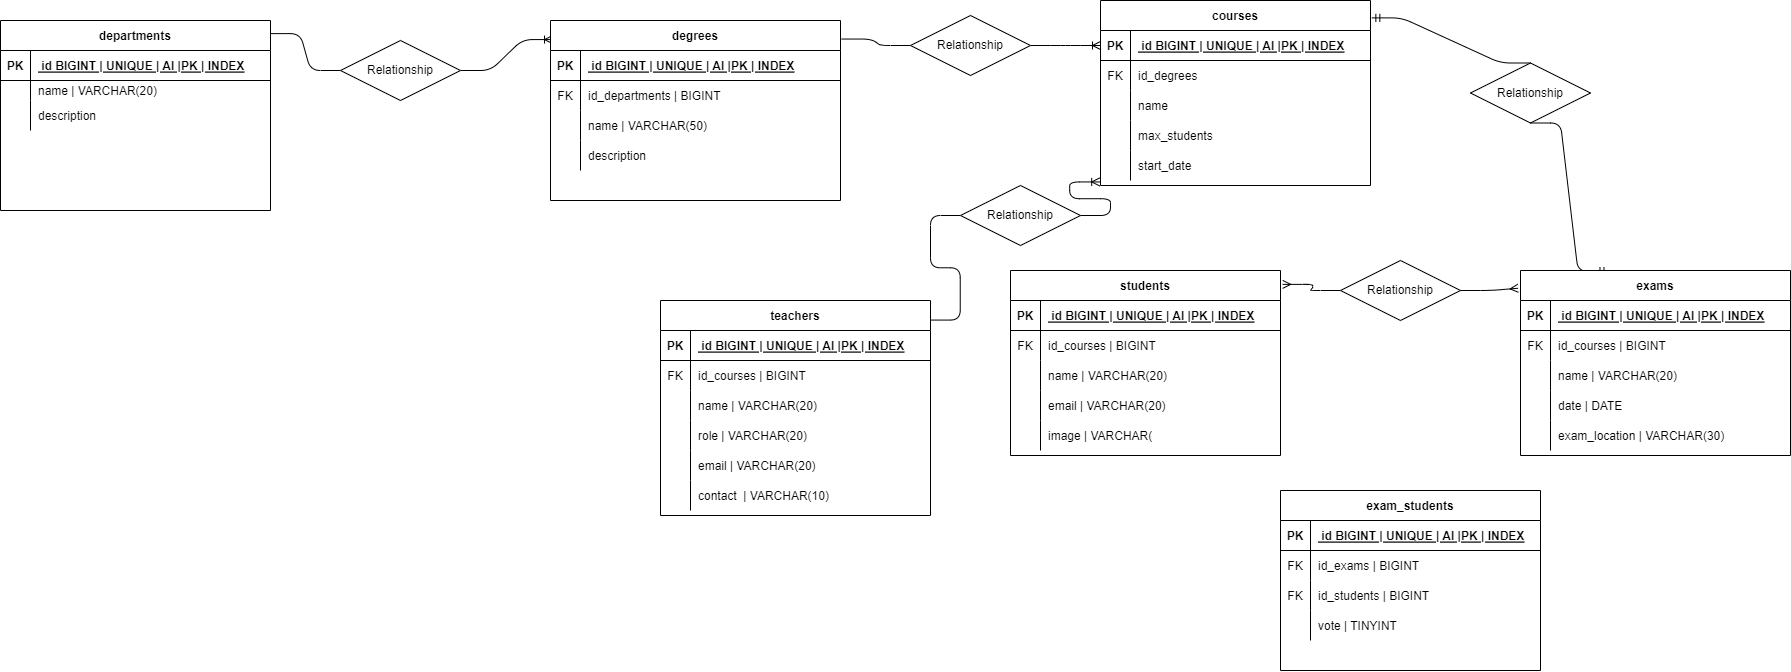 departments
PK id BIGINT | UNIQUE | AI |PK | INDEX
name | VARCHAR(20)
description
Relationship
degrees
PK id BIGINT | UNIQUE | AI |PK | INDEX
FK id_departments | BIGINT
name | VARCHAR(50)
description
Relationship
courses
PK id BIGINT | UNIQUE | AI |PK | INDEX
FK id_degrees
name
max_students
start_date
Relationship
Relationship
teachers
PK id BIGINT | UNIQUE | AI |PK | INDEX
FK id_courses | BIGINT
name | VARCHAR(20)
role | VARCHAR(20)
email | VARCHAR(20)
contact | VARCHAR(10)
students
PK id BIGINT | UNIQUE | AI |PK | INDEX
FK id_courses | BIGINT
name | VARCHAR(20)
email | VARCHAR(20)
image | VARCHAR(
Relationship
exams
PK id BIGINT | UNIQUE | AI |PK | INDEX
FK id_courses | BIGINT
name | VARCHAR(20)
date | DATE
exam_location | VARCHAR(30)
exam_students
PK id BIGINT | UNIQUE | AI |PK | INDEX
FK id_exams | BIGINT
FK id_students | BIGINT
vote | TINYINT